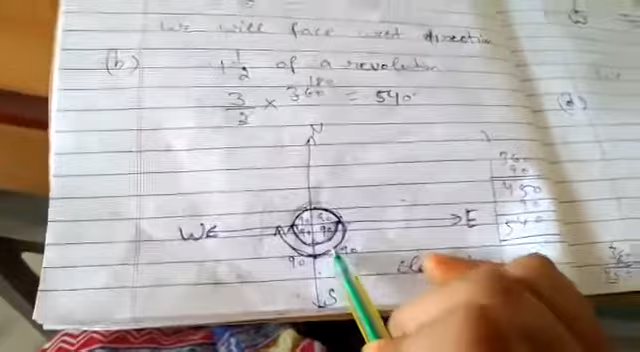 We will face west direction
(b) 1 1/2 of a revolution
3/2 × 360 180 = 540°
N
360
90
450
90
540
90 90
90 90
W E
90 90
S
(d)